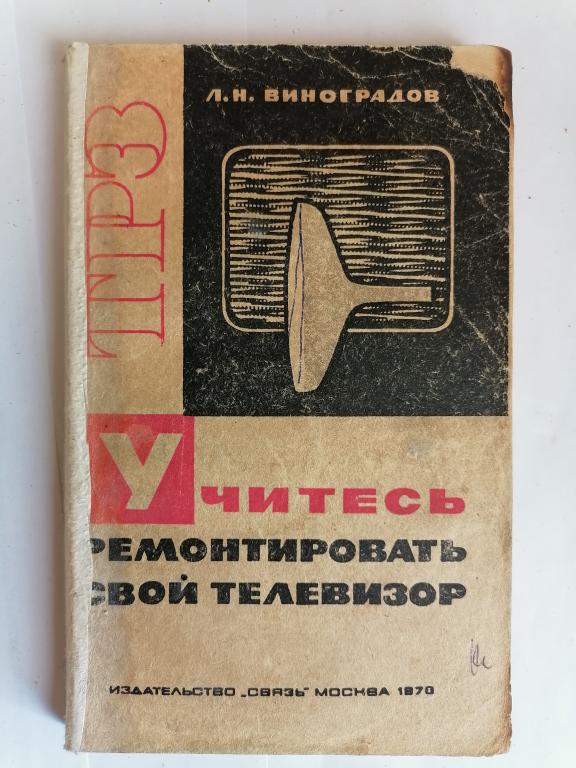 Л.Н. ВИНОГРАДОВ
ТРЗ
УЧИТЕСЬ
РЕМОНТИРОВАТЬ
СВОЙ ТЕЛЕВИЗОР
ИЗДАТЕЛЬСТВО „СВЯЗЬ" МОСКВА 1970